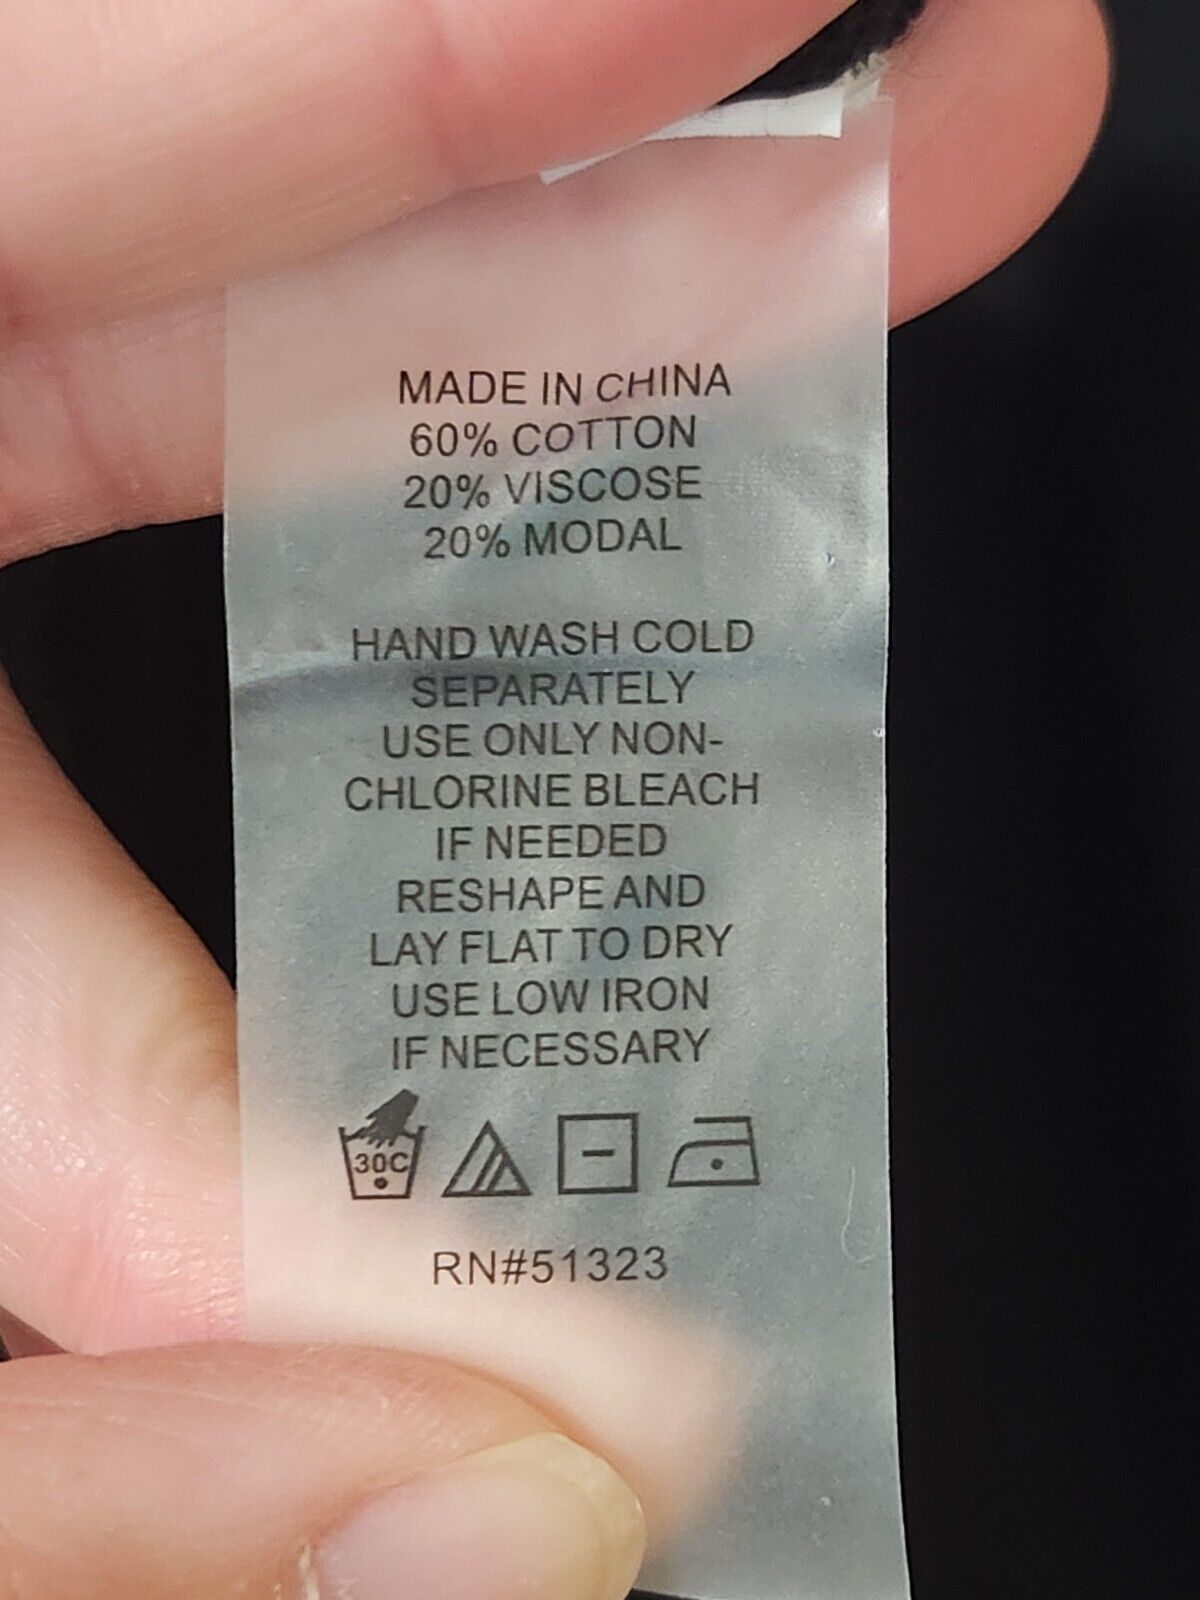 MADE IN CHINA
60% COTTON
20% VISCOSE
20% MODAL
HAND WASH COLD
SEPARATELY
USE ONLY NON-
CHLORINE BLEACH
IF NEEDED
RESHAPE AND
LAY FLAT TO DRY
USE LOW IRON
IF NECESSARY
30C
RN#51323